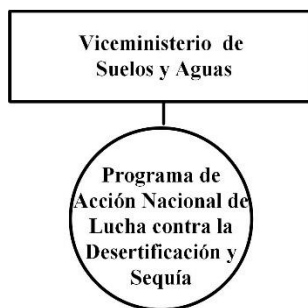 Viceministerio de
Suelos y Aguas
Programa de
Acción Nacional de
Lucha contra la
Desertificación y
Sequía